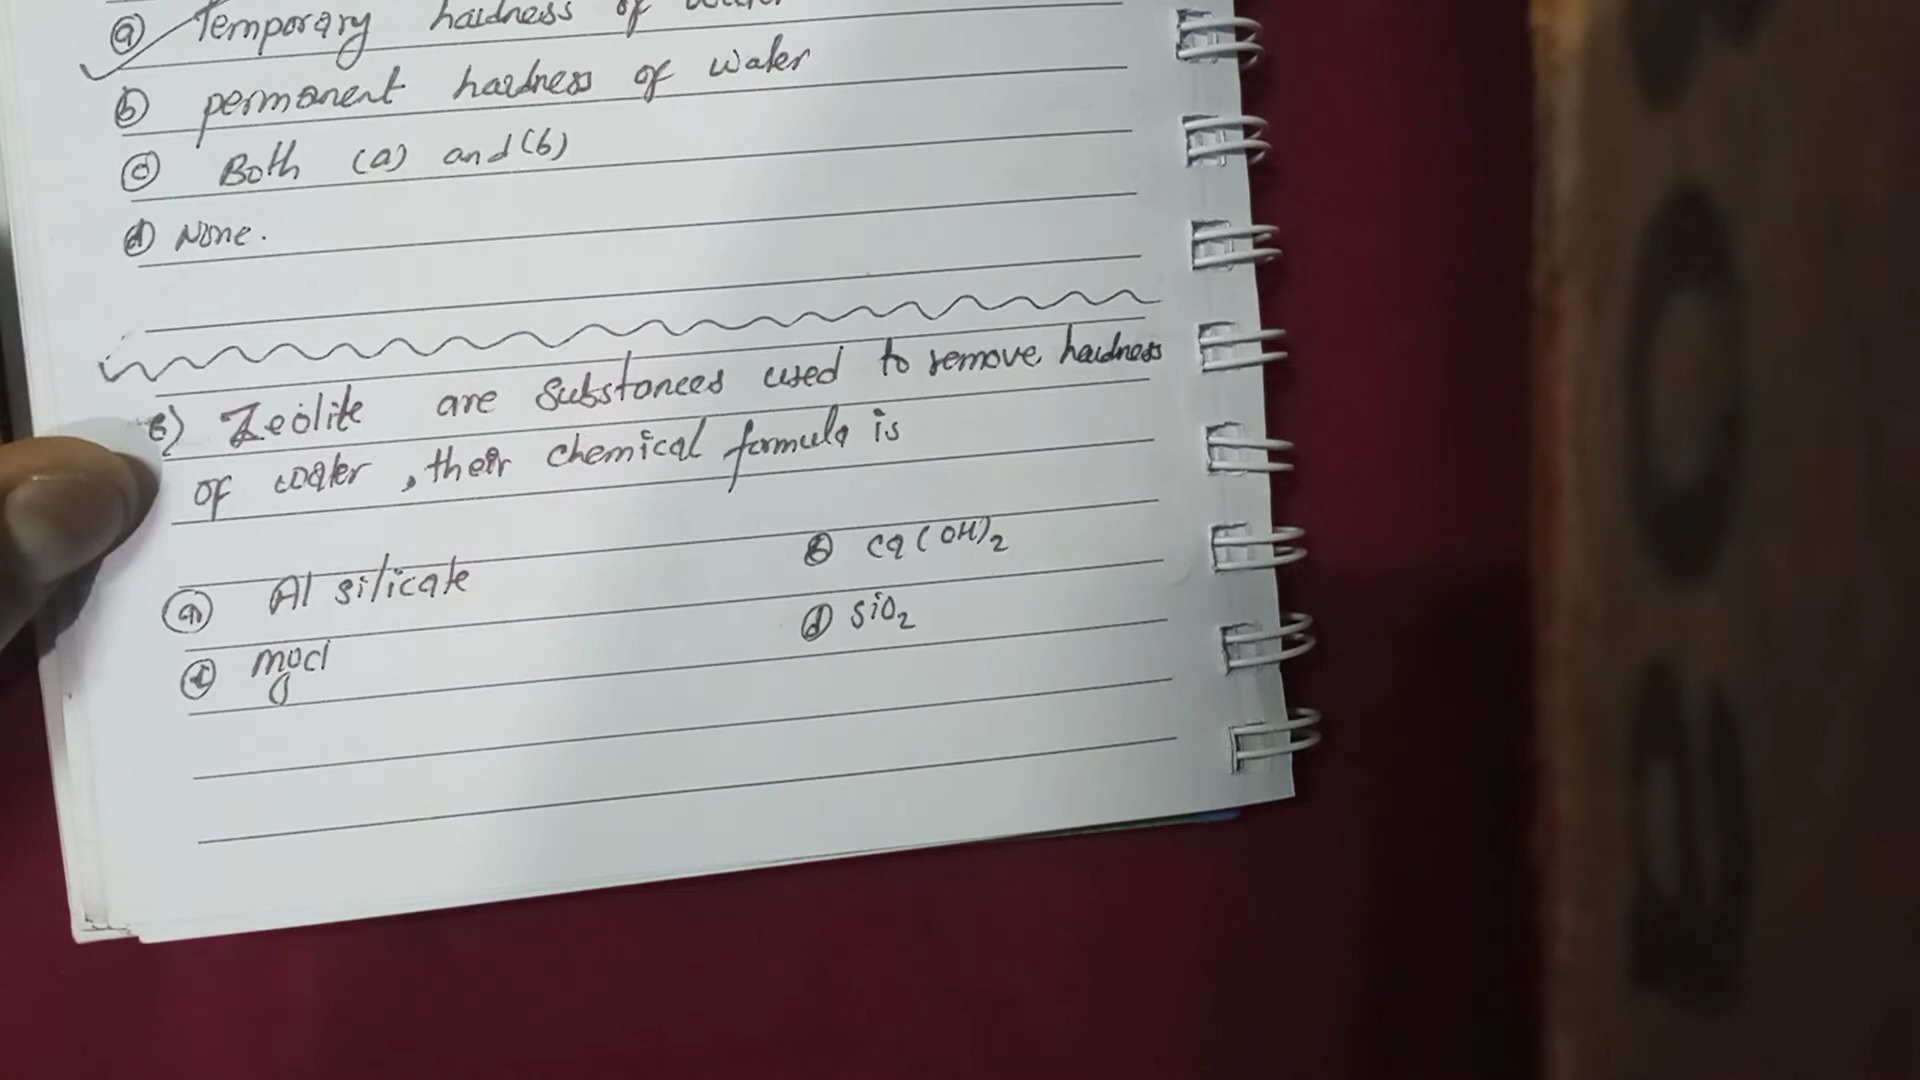 (a) Temporary hardness of
(b) permanent hardness of water
(c) Both (a) and (b)
(d) None.
6) Zeolite are substances used to remove hardness
of water, their chemical formula is
(a) Al silicate (b) Ca(OH)2
(c) mgcl (d) SiO2